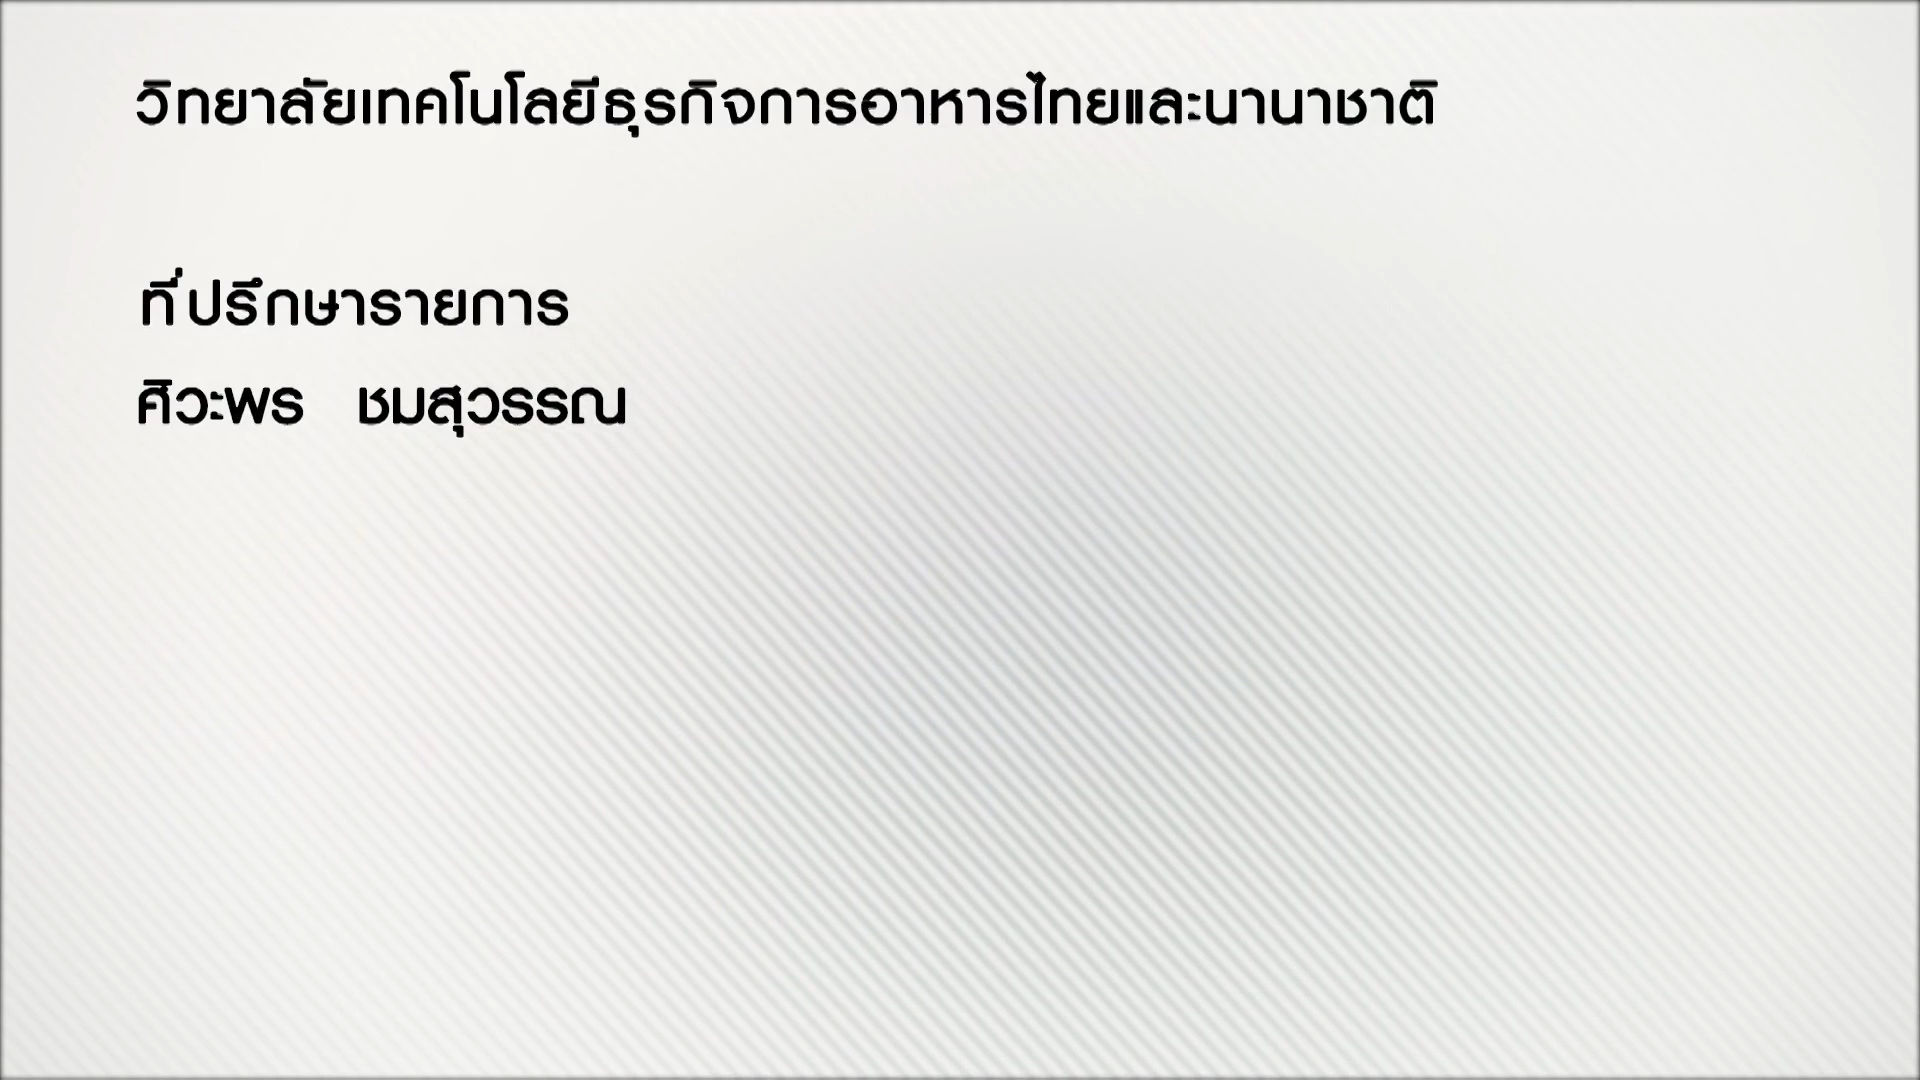 วิทยาลัยเทคโนโลยีธุรกิจการอาหารไทยและนานาชาติ
ที่ปรึกษารายการ
ศิวะพร ชมสุวรรณ